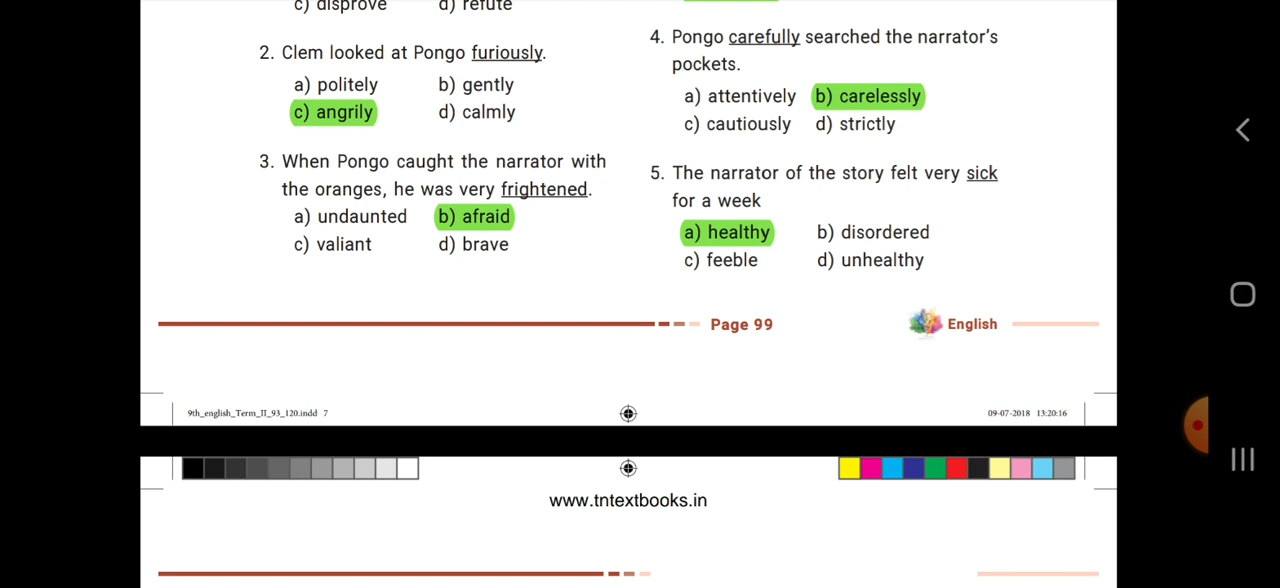 c) disprove d) refute
2. Clem looked at Pongo furiously.
a) politely b) gently
c) angrily d) calmly
3. When Pongo caught the narrator with
the oranges, he was very frightened.
a) undaunted b) afraid
c) valiant d) brave
4. Pongo carefully searched the narrator's
pockets.
a) attentively b) carelessly
c) cautiously d) strictly
5. The narrator of the story felt very sick
for a week
a) healthy b) disordered
c) feeble d) unhealthy
Page 99 English
9th_english_Term_II_93_120.indd 7 09-07-2018 13:20:16
www.tntextbooks.in